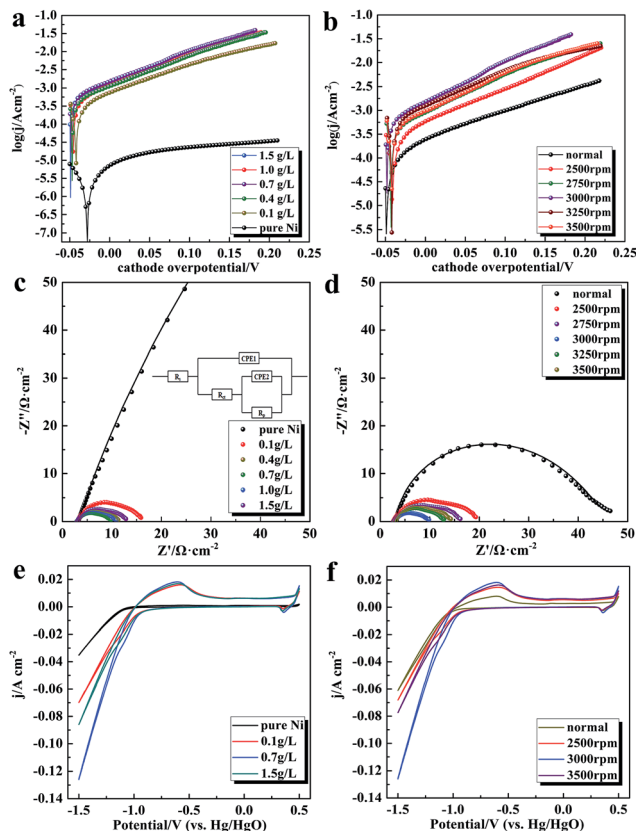 a
log(j/Acm⁻²)
-1.0
-1.5
-2.0
-2.5
-3.0
-3.5
-4.0
-4.5
-5.0
-5.5
-6.0
-6.5
-7.0
1.5 g/L
1.0 g/L
0.7 g/L
0.4 g/L
0.1 g/L
pure Ni
-0.05 0.00 0.05 0.10 0.15 0.20 0.25
cathode overpotential/V
b
log(j/Acm⁻²)
-1.0
-1.5
-2.0
-2.5
-3.0
-3.5
-4.0
-4.5
-5.0
-5.5
normal
2500rpm
2750rpm
3000rpm
3250rpm
3500rpm
-0.05 0.00 0.05 0.10 0.15 0.20 0.25
cathode overpotential/V
c
-Z''/Ω·cm⁻²
50
40
30
20
10
0
CPE1
CPE2
pure Ni
0.1g/L
0.4g/L
0.7g/L
1.0g/L
1.5g/L
0 10 20 30 40 50
Z'/Ω·cm⁻²
d
-Z''/Ω·cm⁻²
50
40
30
20
10
0
normal
2500rpm
2750rpm
3000rpm
3250rpm
3500rpm
0 10 20 30 40 50
Z'/Ω·cm⁻²
e
j/A cm⁻²
0.02
0.00
-0.02
-0.04
-0.06
-0.08
-0.10
-0.12
-0.14
pure Ni
0.1g/L
0.7g/L
1.5g/L
-1.5 -1.0 -0.5 0.0 0.5
Potential/V (vs. Hg/HgO)
f
j/A cm⁻²
0.02
0.00
-0.02
-0.04
-0.06
-0.08
-0.10
-0.12
-0.14
normal
2500rpm
3000rpm
3500rpm
-1.5 -1.0 -0.5 0.0 0.5
Potential/V (vs. Hg/HgO)